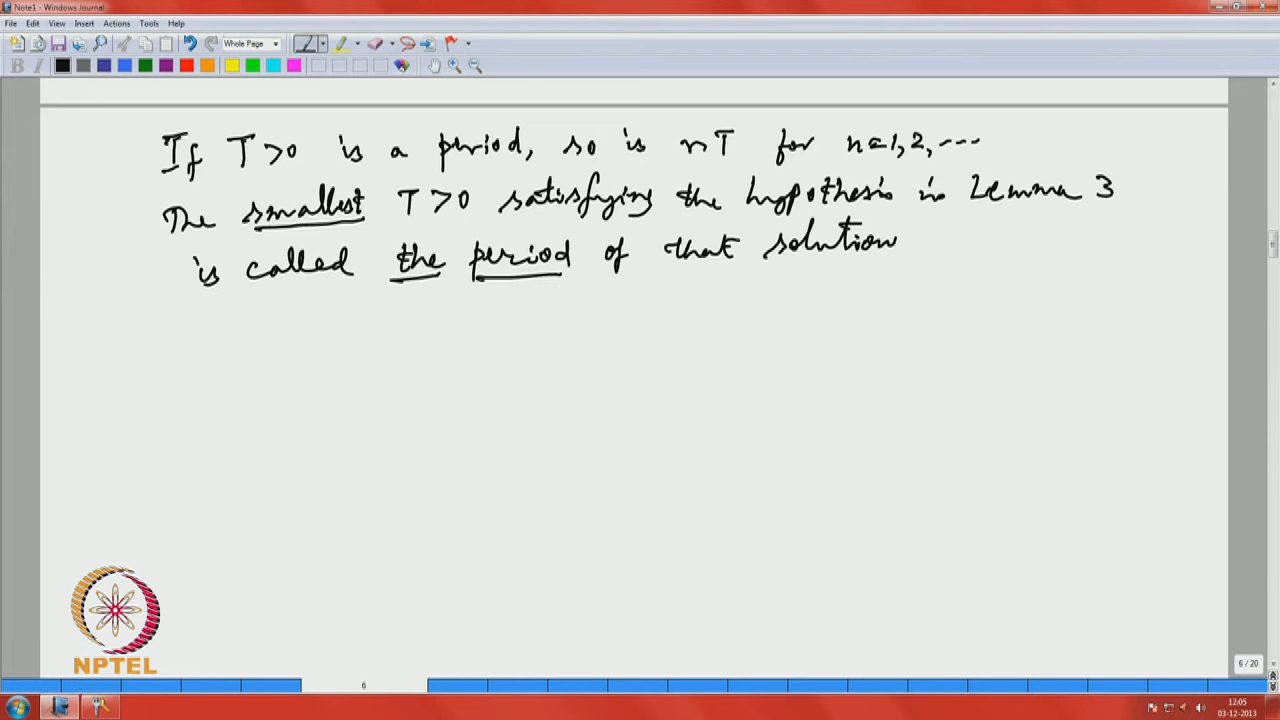 Note1 - Windows Journal
File Edit View Insert Actions Tools Help
Whole Page
B I
If T > 0 is a period, so is nT for n = 1, 2, ....
The smallest T > 0 satisfying the hypothesis in Lemma 3
is called the period of that solution
NPTEL
6 / 20
6
12:05
03-12-2013